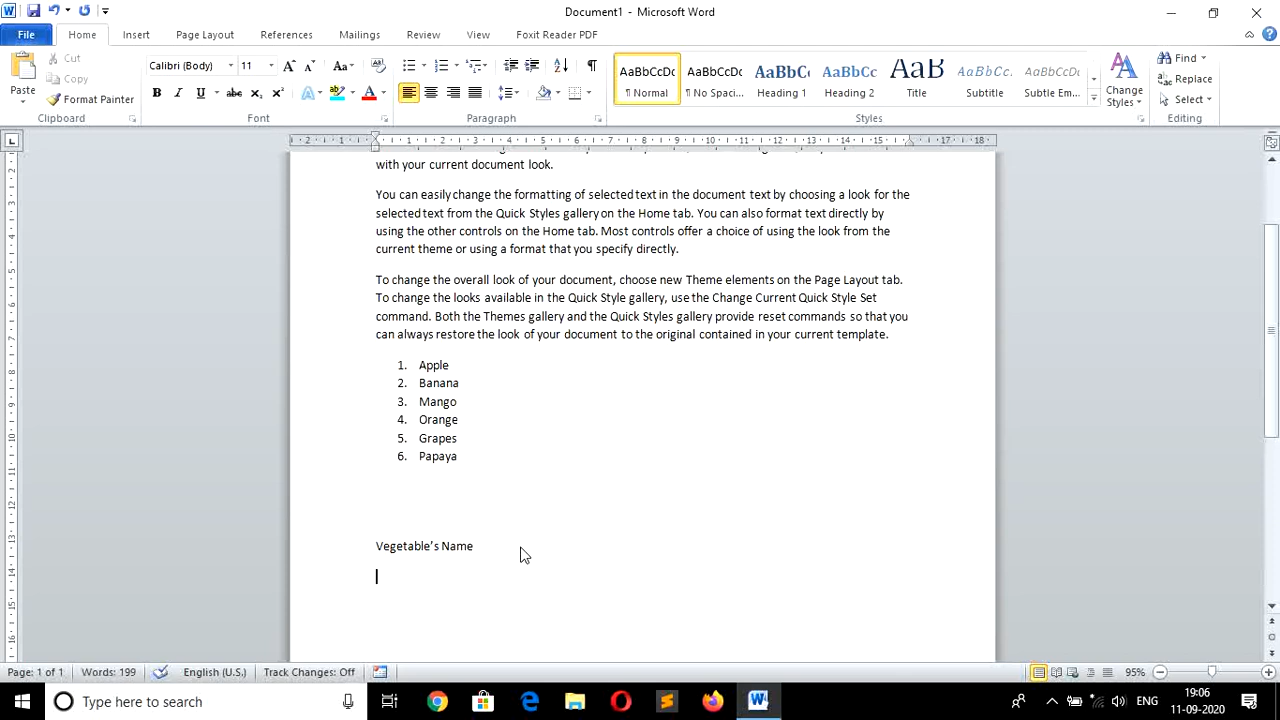 Document1 - Microsoft Word
File Home Insert Page Layout References Mailings Review View Foxit Reader PDF
Paste
Cut
Copy
Format Painter
Clipboard
Calibri (Body) 11
Font
Paragraph
AaBbCcDc AaBbCcDc AaBbC AaBbCc AaB AaBbCc. AaBbCcDc
¶ Normal ¶ No Spaci... Heading 1 Heading 2 Title Subtitle Subtle Em...
Change
Styles
Styles
Find
Replace
Select
Editing
with your current document look.
You can easily change the formatting of selected text in the document text by choosing a look for the
selected text from the Quick Styles gallery on the Home tab. You can also format text directly by
using the other controls on the Home tab. Most controls offer a choice of using the look from the
current theme or using a format that you specify directly.
To change the overall look of your document, choose new Theme elements on the Page Layout tab.
To change the looks available in the Quick Style gallery, use the Change Current Quick Style Set
command. Both the Themes gallery and the Quick Styles gallery provide reset commands so that you
can always restore the look of your document to the original contained in your current template.
1. Apple
2. Banana
3. Mango
4. Orange
5. Grapes
6. Papaya
Vegetable's Name
Page: 1 of 1 Words: 199 English (U.S.) Track Changes: Off 95%
Type here to search
ENG
19:06
11-09-2020